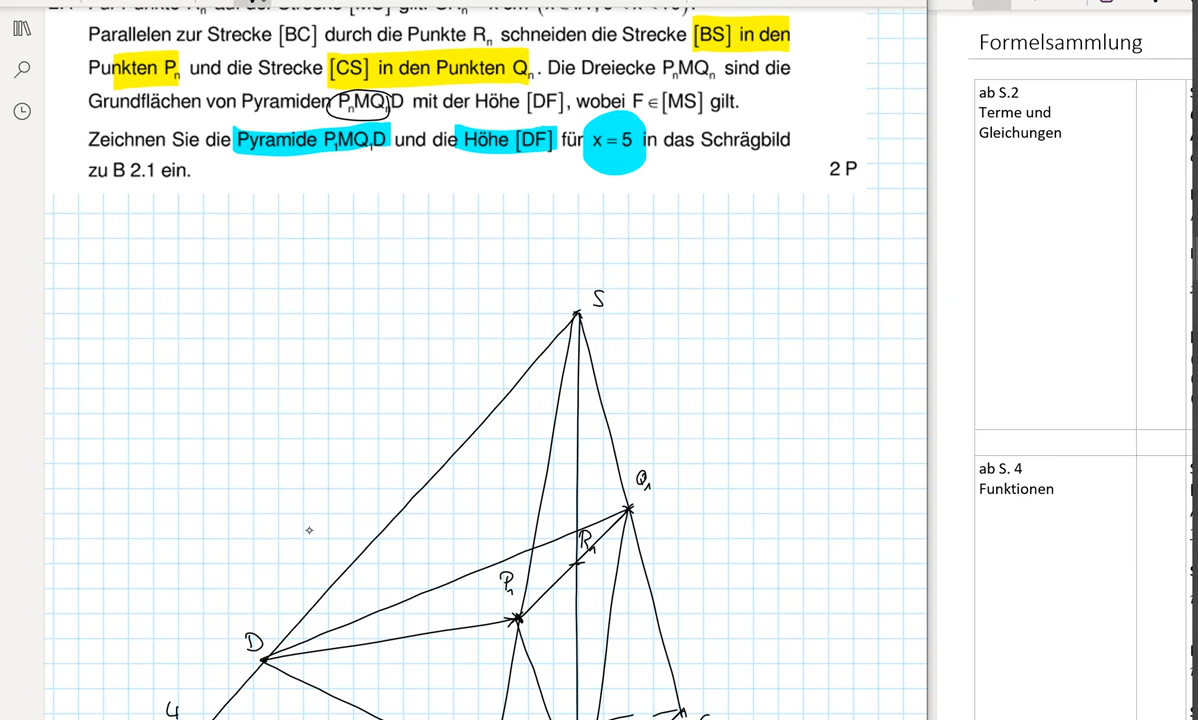 Parallelen zur Strecke [BC] durch die Punkte Rn schneiden die Strecke [BS] in den
Punkten Pn und die Strecke [CS] in den Punkten Qn. Die Dreiecke PnMQn sind die
Grundflächen von Pyramiden PnMQnD mit der Höhe [DF], wobei F∈[MS] gilt.
Zeichnen Sie die Pyramide P1MQ1D und die Höhe [DF] für x = 5 in das Schrägbild
zu B 2.1 ein.
2 P
S
Q1
R1
P1
D
4
Formelsammlung
ab S.2
Terme und
Gleichungen
ab S. 4
Funktionen